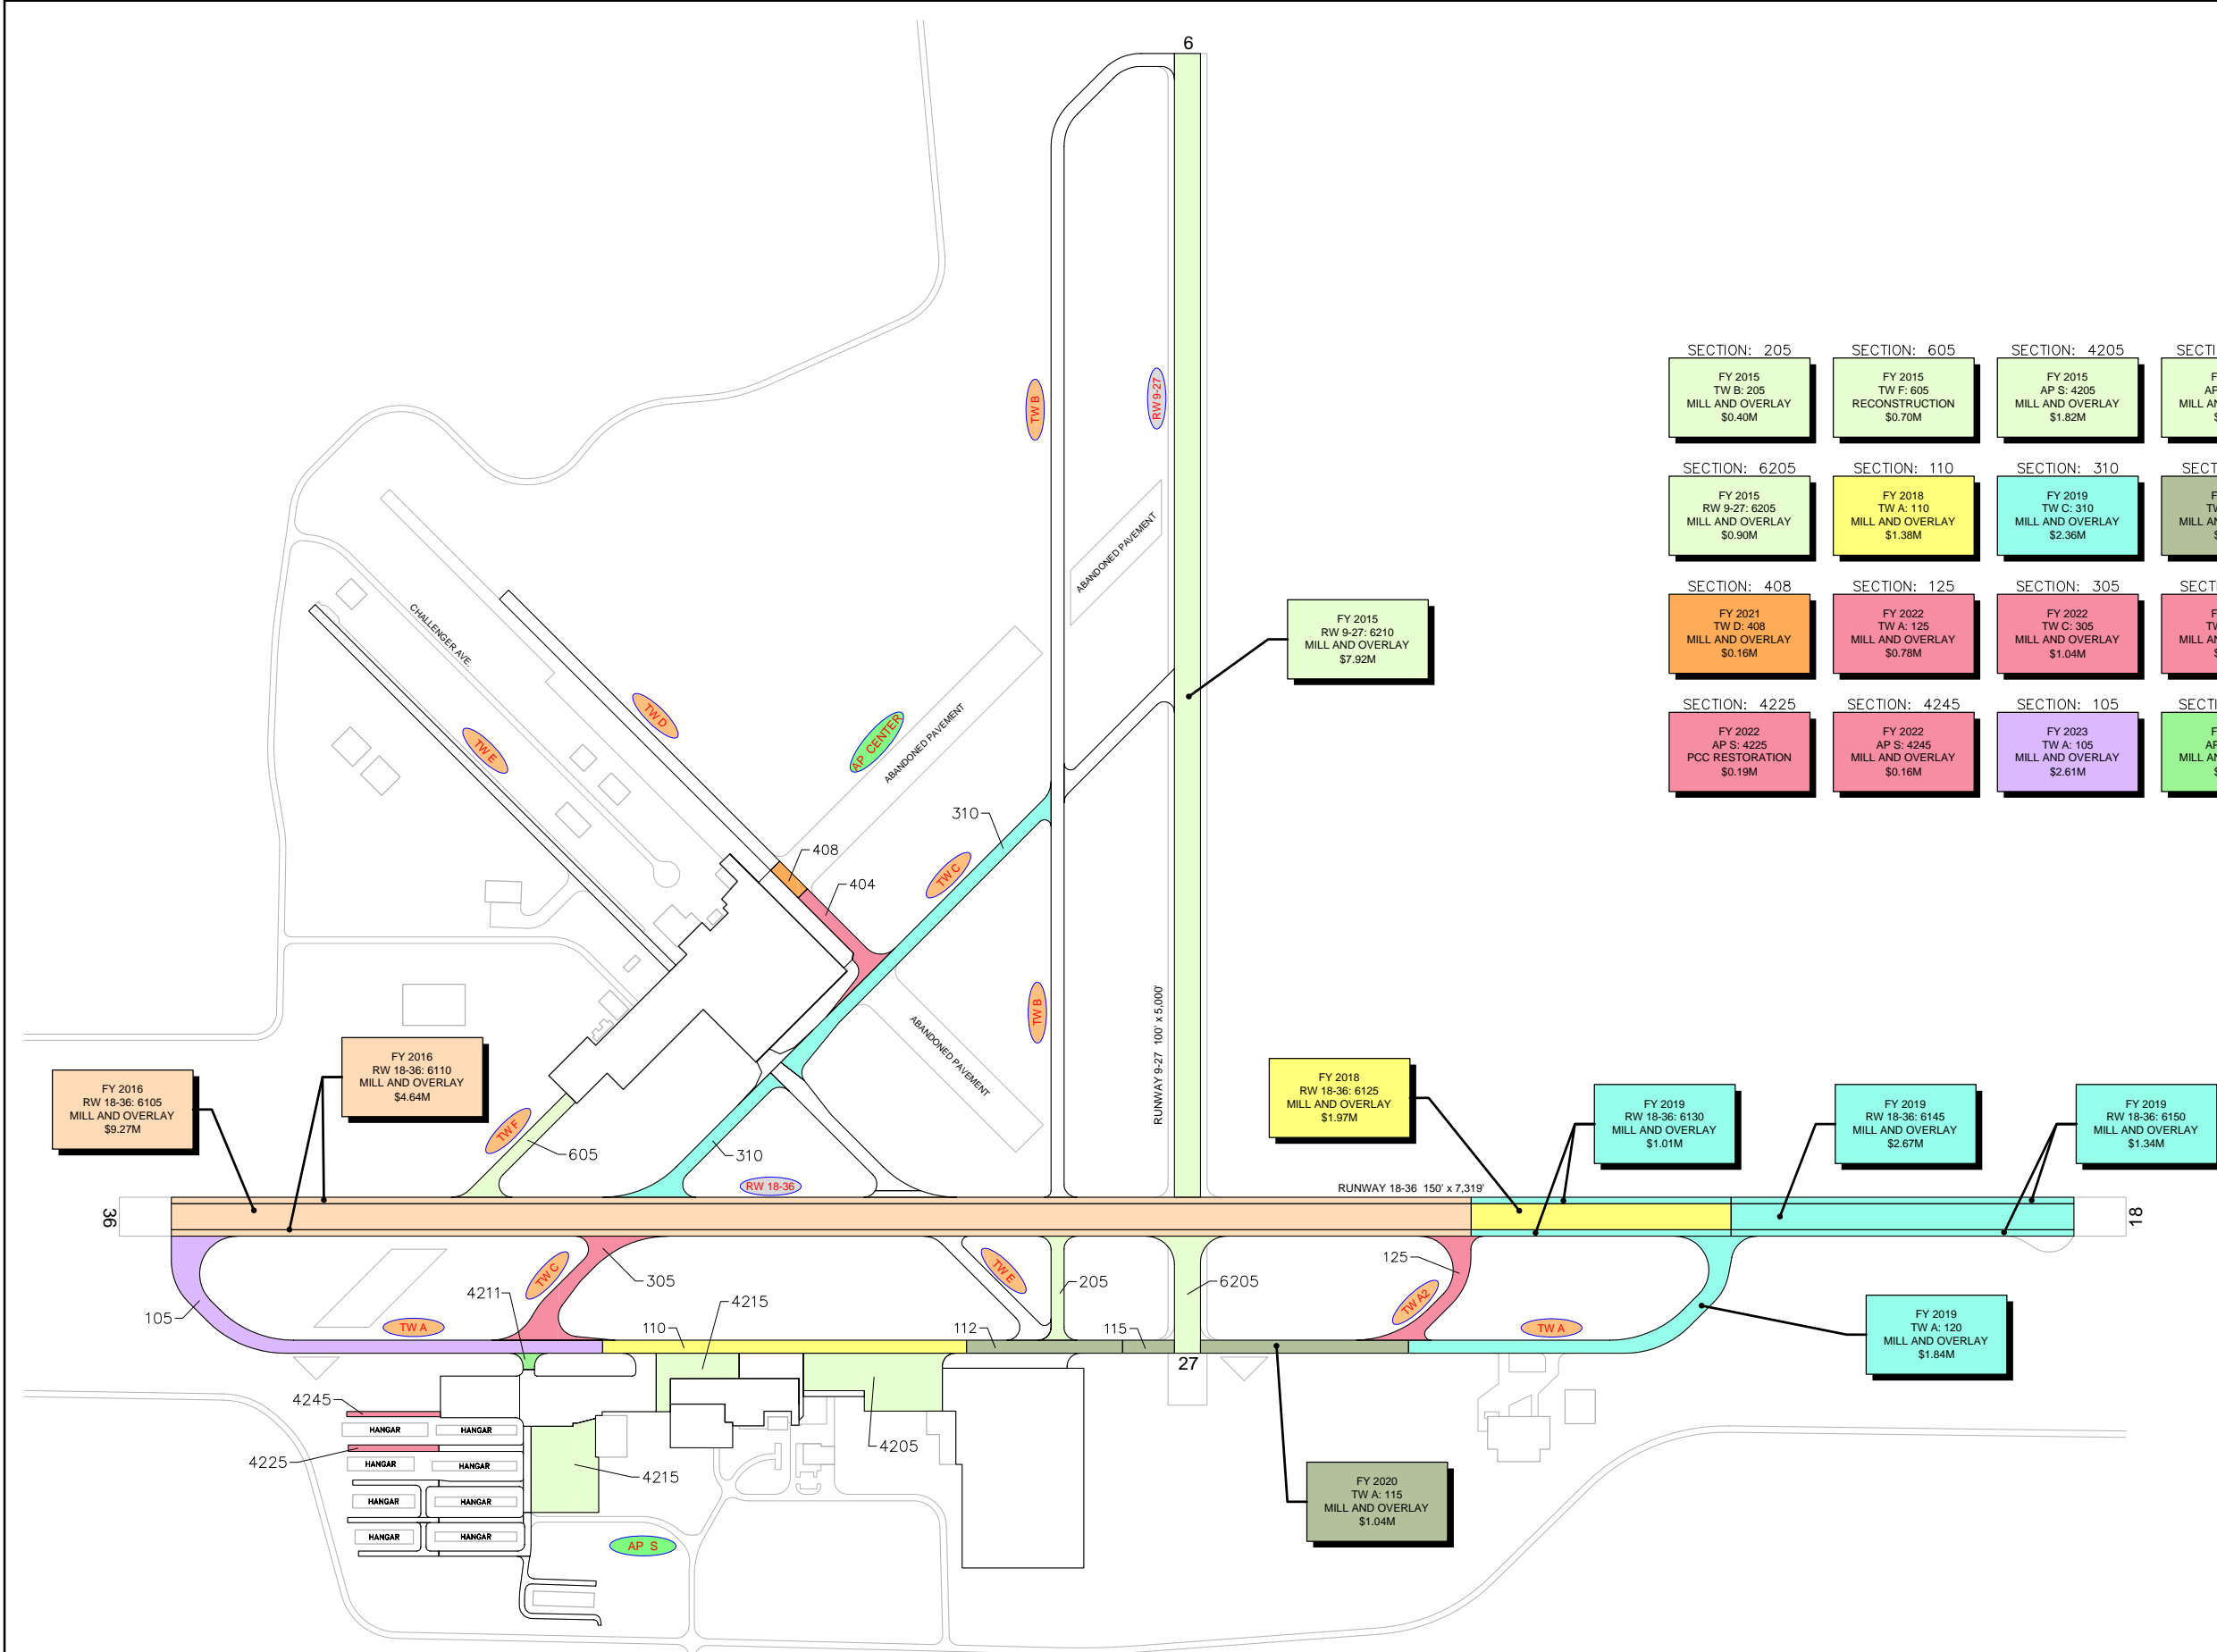 6
TW B
RW 9-27
ABANDONED PAVEMENT
CHALLENGER AVE.
TW D
TW E
AP CENTER
ABANDONED PAVEMENT
310
TW C
408
404
ABANDONED PAVEMENT
TW B
RUNWAY 9-27 100' x 5,000'
FY 2015
RW 9-27: 6210
MILL AND OVERLAY
$7.92M
SECTION: 205
FY 2015
TW B: 205
MILL AND OVERLAY
$0.40M
SECTION: 605
FY 2015
TW F: 605
RECONSTRUCTION
$0.70M
SECTION: 4205
FY 2015
AP S: 4205
MILL AND OVERLAY
$1.82M
SECTION: 6205
FY 2015
RW 9-27: 6205
MILL AND OVERLAY
$0.90M
SECTION: 110
FY 2018
TW A: 110
MILL AND OVERLAY
$1.38M
SECTION: 310
FY 2019
TW C: 310
MILL AND OVERLAY
$2.36M
SECTION: 408
FY 2021
TW D: 408
MILL AND OVERLAY
$0.16M
SECTION: 125
FY 2022
TW A: 125
MILL AND OVERLAY
$0.78M
SECTION: 305
FY 2022
TW C: 305
MILL AND OVERLAY
$1.04M
SECTION: 4225
FY 2022
AP S: 4225
PCC RESTORATION
$0.19M
SECTION: 4245
FY 2022
AP S: 4245
MILL AND OVERLAY
$0.16M
SECTION: 105
FY 2023
TW A: 105
MILL AND OVERLAY
$2.61M
FY 2016
RW 18-36: 6105
MILL AND OVERLAY
$9.27M
FY 2016
RW 18-36: 6110
MILL AND OVERLAY
$4.64M
TW F
605
310
RW 18-36
FY 2018
RW 18-36: 6125
MILL AND OVERLAY
$1.97M
FY 2019
RW 18-36: 6130
MILL AND OVERLAY
$1.01M
FY 2019
RW 18-36: 6145
MILL AND OVERLAY
$2.67M
FY 2019
RW 18-36: 6150
MILL AND OVERLAY
$1.34M
RUNWAY 18-36 150' x 7,319'
36
18
TW C
305
TW E
205
6205
125
TW A2
105
TW A
4211
4215
110
112
115
27
TW A
FY 2019
TW A: 120
MILL AND OVERLAY
$1.84M
4245
HANGAR
HANGAR
4225
HANGAR
HANGAR
4215
4205
HANGAR
HANGAR
HANGAR
HANGAR
AP S
FY 2020
TW A: 115
MILL AND OVERLAY
$1.04M